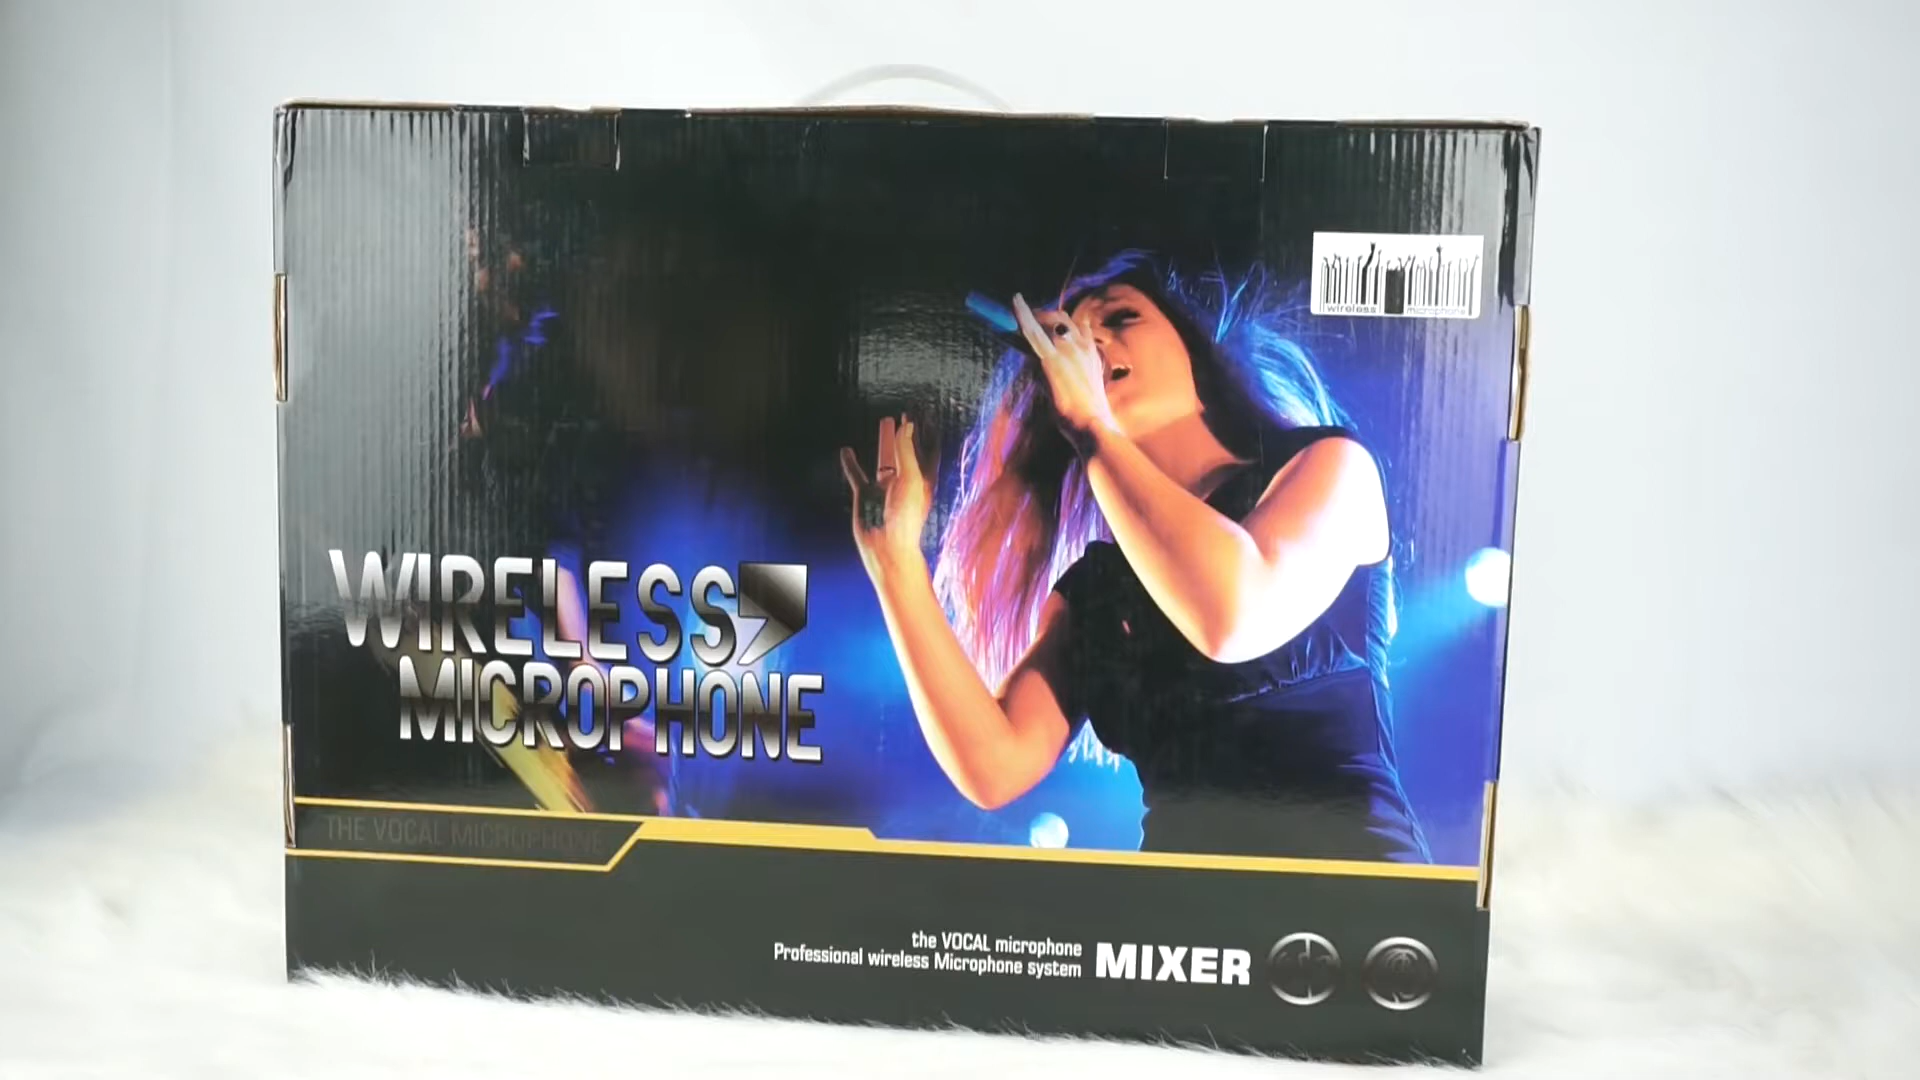 wireless microphone
WIRELESS
MICROPHONE
THE VOCAL MICROPHONE
the VOCAL microphone
Professional wireless Microphone system
MIXER